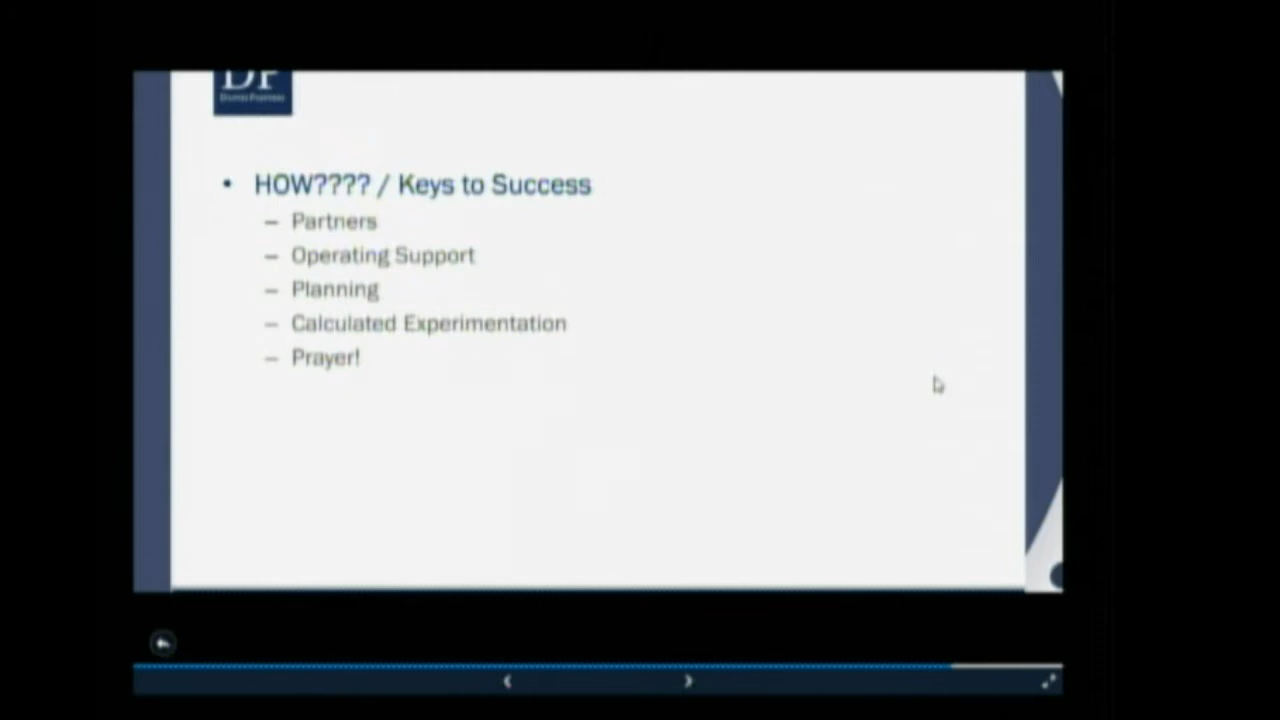 DP
• HOW???? / Keys to Success
– Partners
– Operating Support
– Planning
– Calculated Experimentation
– Prayer!